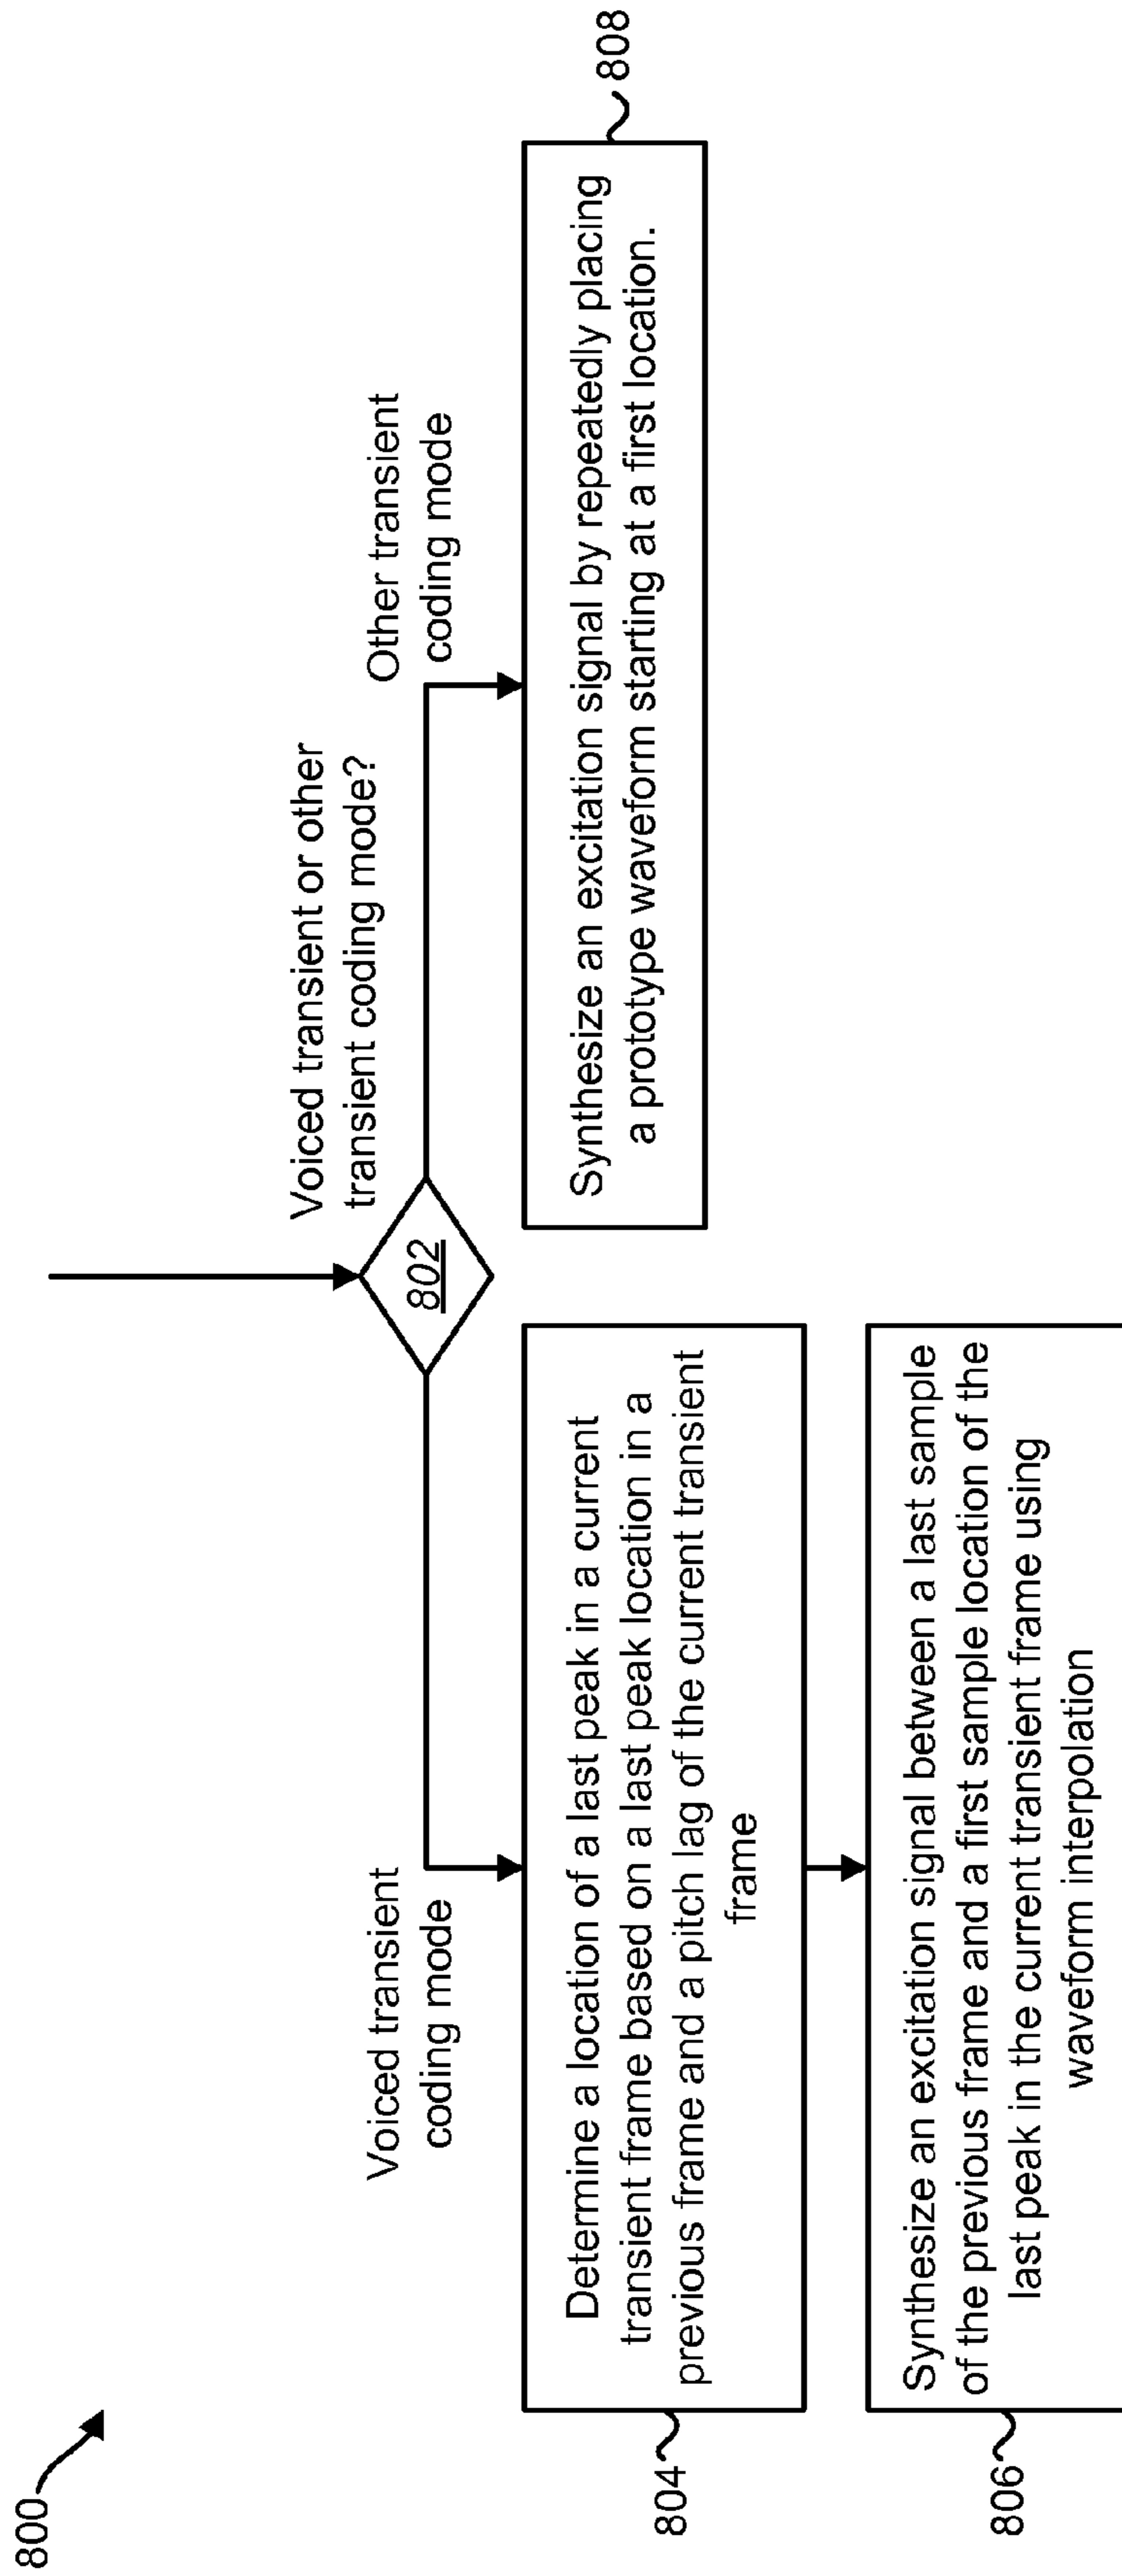 800
Voiced transient or other
transient coding mode?
802
Voiced transient
coding mode
Other transient
coding mode
804
Determine a location of a last peak in a current
transient frame based on a last peak location in a
previous frame and a pitch lag of the current transient
frame
808
Synthesize an excitation signal by repeatedly placing
a prototype waveform starting at a first location.
806
Synthesize an excitation signal between a last sample
of the previous frame and a first sample location of the
last peak in the current transient frame using
waveform interpolation